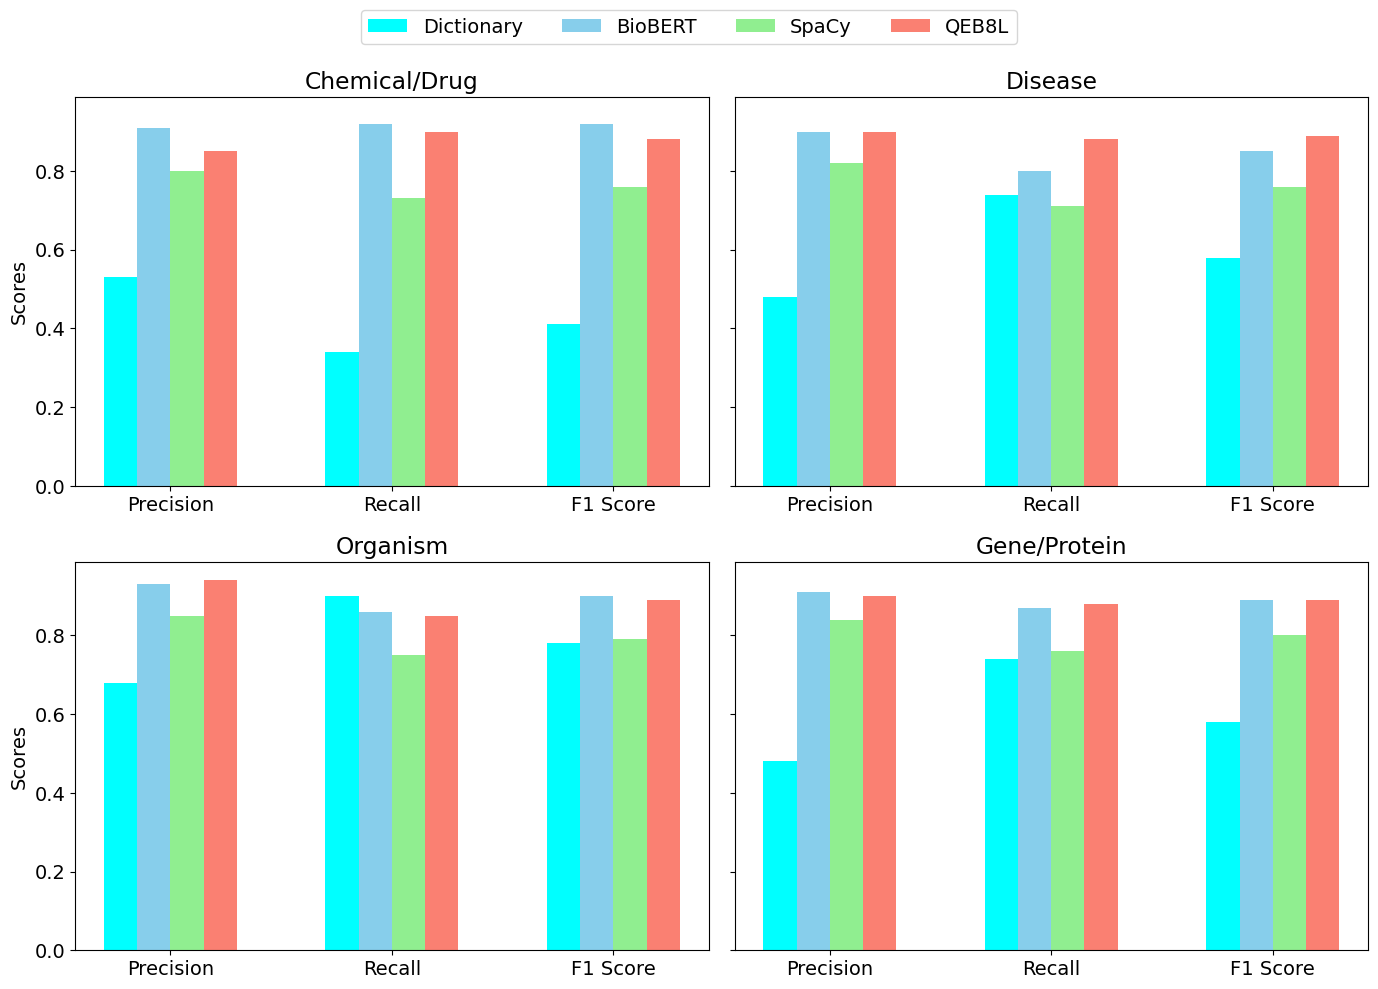 Dictionary BioBERT SpaCy QEB8L
Chemical/Drug
Scores
0.8
0.6
0.4
0.2
0.0
Precision Recall F1 Score
Disease
Precision Recall F1 Score
Organism
Scores
0.8
0.6
0.4
0.2
0.0
Precision Recall F1 Score
Gene/Protein
Precision Recall F1 Score